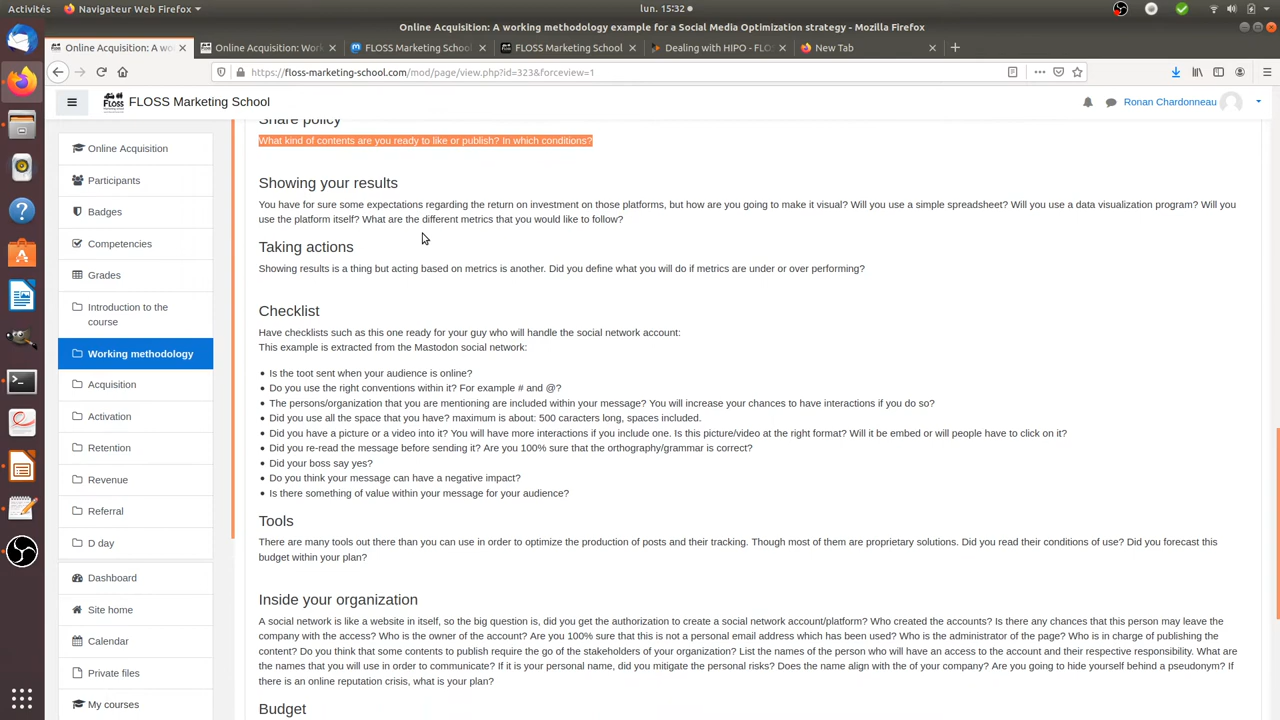 Activités
Navigateur Web Firefox
lun. 15:32
Online Acquisition: A working methodology example for a Social Media Optimization strategy - Mozilla Firefox
Online Acquisition: A wo
Online Acquisition: Work
FLOSS Marketing School
FLOSS Marketing School
Dealing with HIPO - FLOS
New Tab
https://floss-marketing-school.com/mod/page/view.php?id=323&forceview=1
FLOSS
FLOSS Marketing School
Ronan Chardonneau
Online Acquisition
Participants
Badges
Competencies
Grades
Introduction to the
course
Working methodology
Acquisition
Activation
Retention
Revenue
Referral
D day
Dashboard
Site home
Calendar
Private files
My courses
Share policy
What kind of contents are you ready to like or publish? In which conditions?
Showing your results
You have for sure some expectations regarding the return on investment on those platforms, but how are you going to make it visual? Will you use a simple spreadsheet? Will you use a data visualization program? Will you
use the platform itself? What are the different metrics that you would like to follow?
Taking actions
Showing results is a thing but acting based on metrics is another. Did you define what you will do if metrics are under or over performing?
Checklist
Have checklists such as this one ready for your guy who will handle the social network account:
This example is extracted from the Mastodon social network:
• Is the toot sent when your audience is online?
• Do you use the right conventions within it? For example # and @?
• The persons/organization that you are mentioning are included within your message? You will increase your chances to have interactions if you do so?
• Did you use all the space that you have? maximum is about: 500 caracters long, spaces included.
• Did you have a picture or a video into it? You will have more interactions if you include one. Is this picture/video at the right format? Will it be embed or will people have to click on it?
• Did you re-read the message before sending it? Are you 100% sure that the orthography/grammar is correct?
• Did your boss say yes?
• Do you think your message can have a negative impact?
• Is there something of value within your message for your audience?
Tools
There are many tools out there than you can use in order to optimize the production of posts and their tracking. Though most of them are proprietary solutions. Did you read their conditions of use? Did you forecast this
budget within your plan?
Inside your organization
A social network is like a website in itself, so the big question is, did you get the authorization to create a social network account/platform? Who created the accounts? Is there any chances that this person may leave the
company with the access? Who is the owner of the account? Are you 100% sure that this is not a personal email address which has been used? Who is the administrator of the page? Who is in charge of publishing the
content? Do you think that some contents to publish require the go of the stakeholders of your organization? List the names of the person who will have an access to the account and their respective responsibility. What are
the names that you will use in order to communicate? If it is your personal name, did you mitigate the personal risks? Does the name align with the of your company? Are you going to hide yourself behind a pseudonym? If
there is an online reputation crisis, what is your plan?
Budget